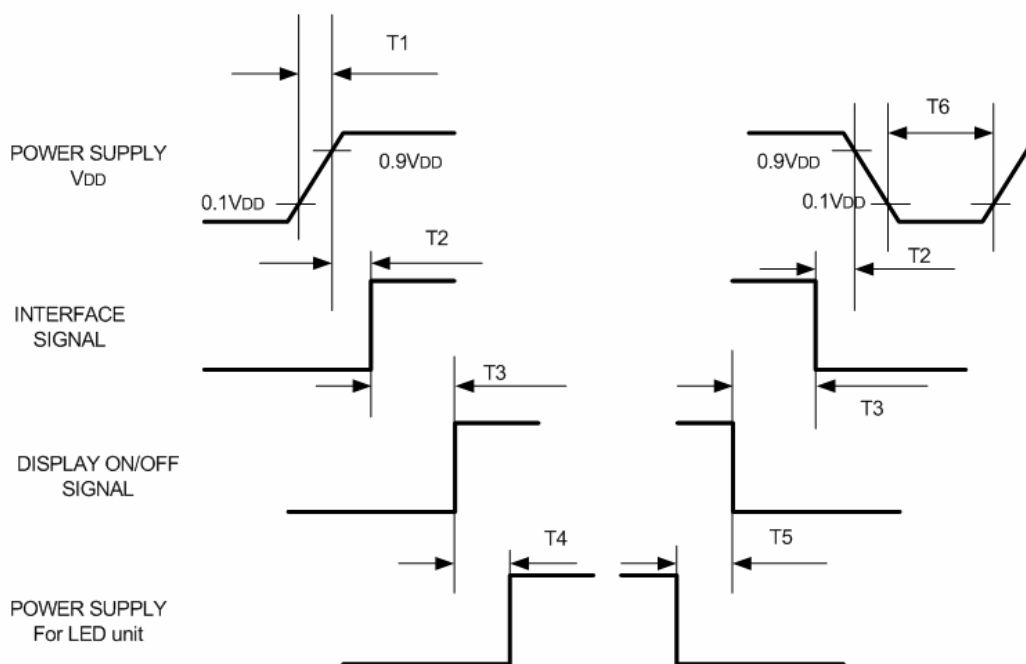 T1
T6
POWER SUPPLY
VDD
0.9VDD
0.9VDD
0.1VDD
0.1VDD
T2
T2
INTERFACE
SIGNAL
T3
T3
DISPLAY ON/OFF
SIGNAL
T4
T5
POWER SUPPLY
For LED unit